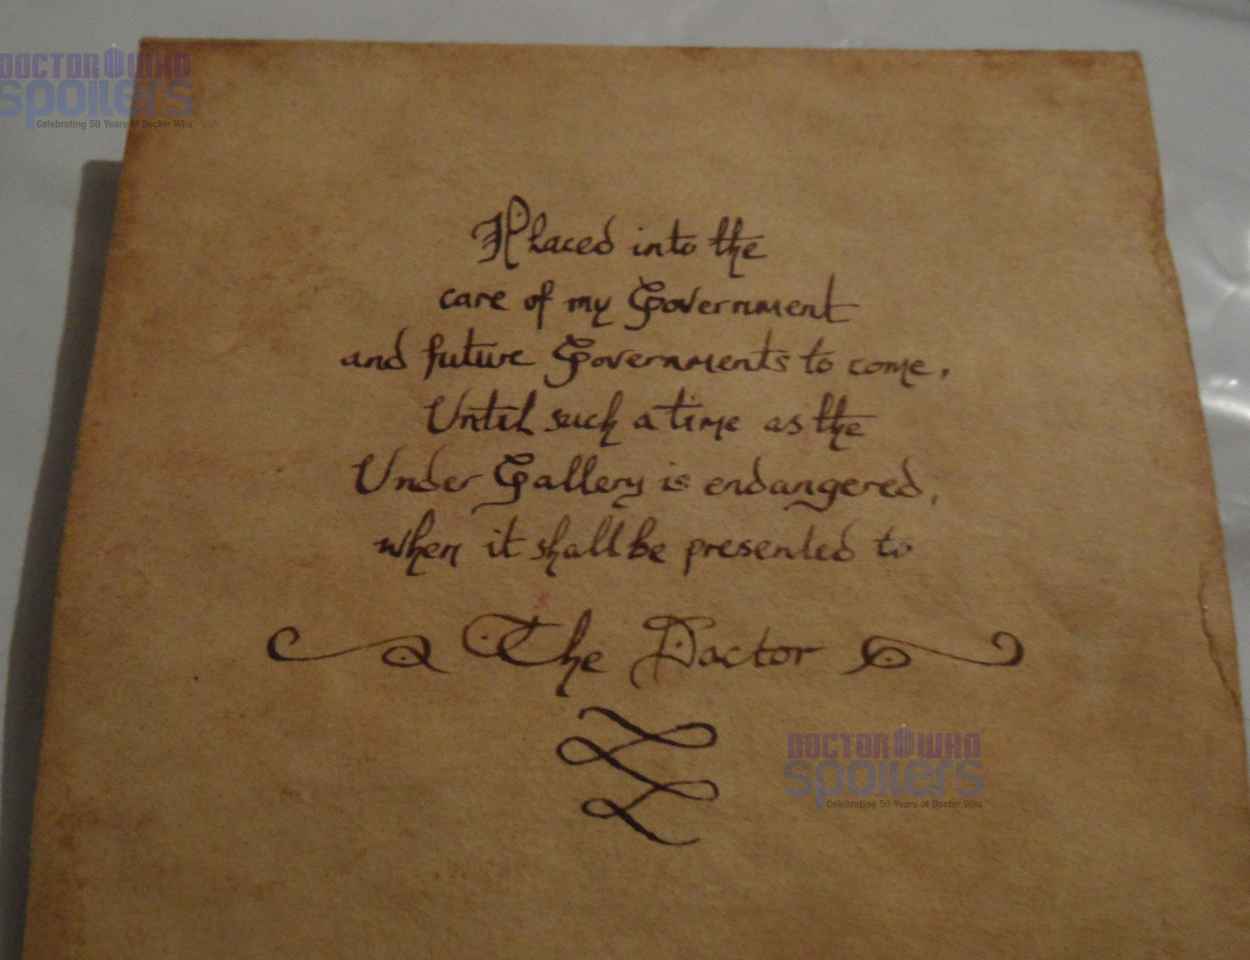 DOCTOR WHO
spoilers
Celebrating 50 Years of Doctor Who
Placed into the
care of my Government
and future Governments to come,
Until such a time as the
Under Gallery is endangered,
when it shall be presented to
The Doctor
DOCTOR WHO
spoilers
Celebrating 50 Years of Doctor Who